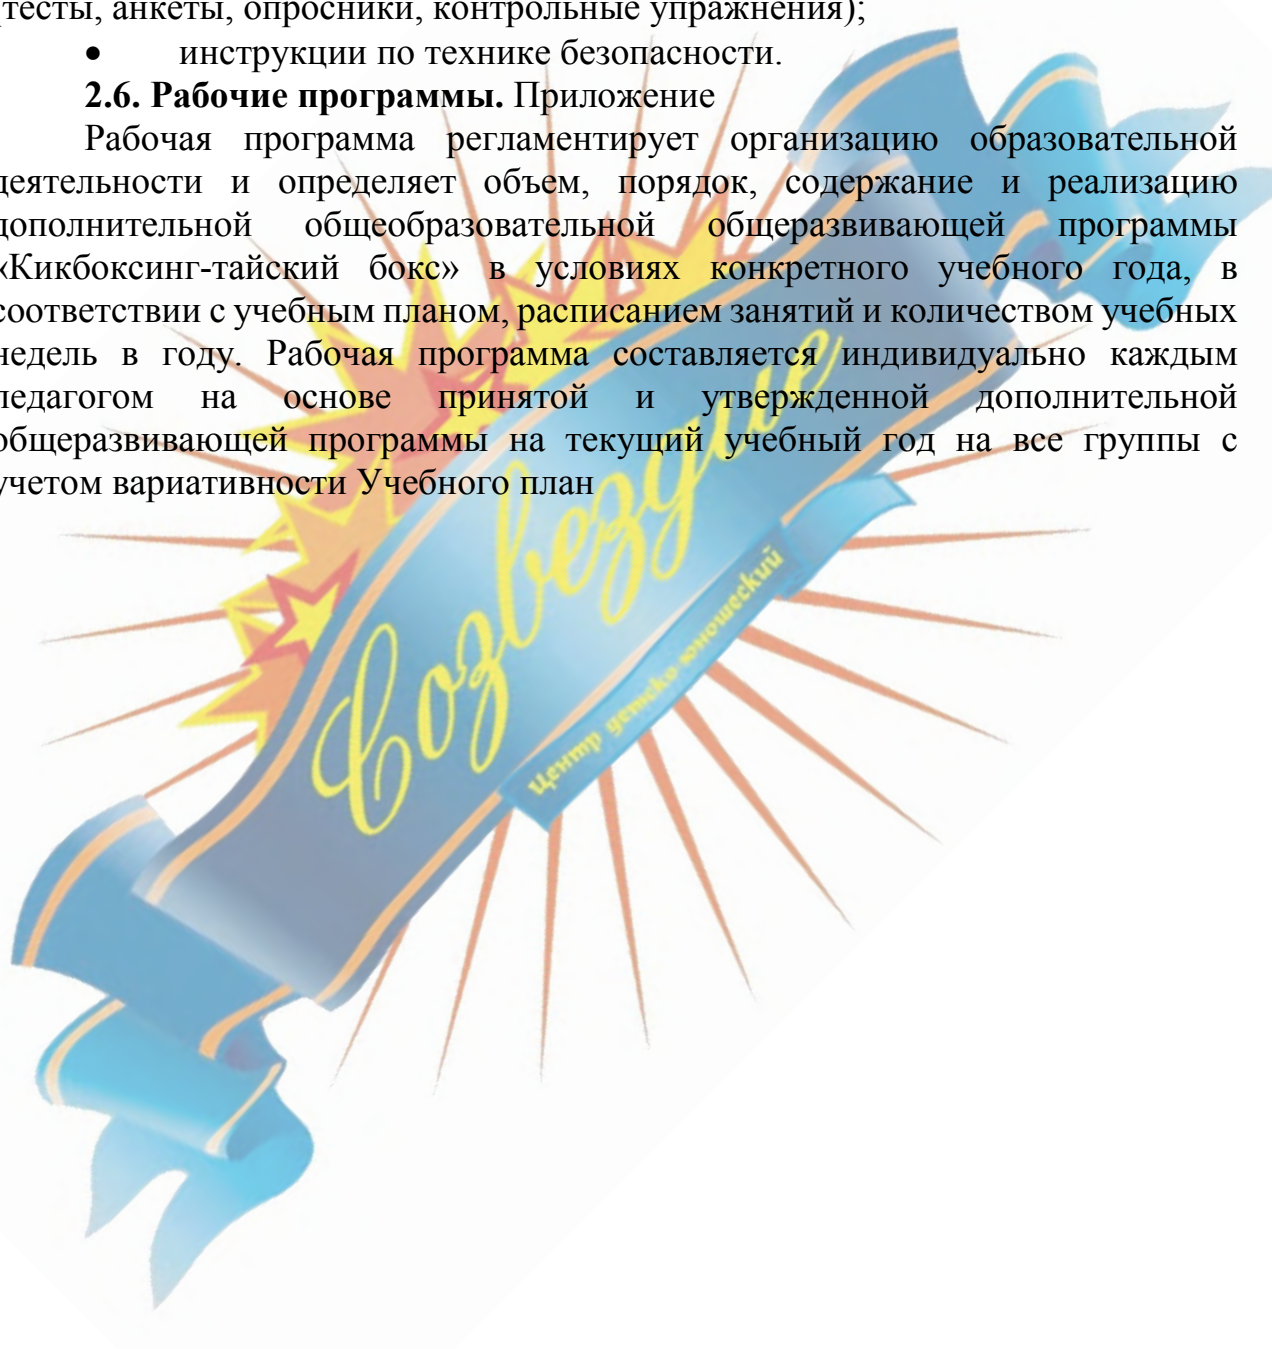 (тесты, анкеты, опросники, контрольные упражнения);
• инструкции по технике безопасности.
2.6. Рабочие программы. Приложение
Рабочая программа регламентирует организацию образовательной
деятельности и определяет объем, порядок, содержание и реализацию
дополнительной общеобразовательной общеразвивающей программы
«Кикбоксинг-тайский бокс» в условиях конкретного учебного года, в
соответствии с учебным планом, расписанием занятий и количеством учебных
недель в году. Рабочая программа составляется индивидуально каждым
педагогом на основе принятой и утвержденной дополнительной
общеразвивающей программы на текущий учебный год на все группы с
учетом вариативности Учебного план
Созвездие
Центр детско юношеский